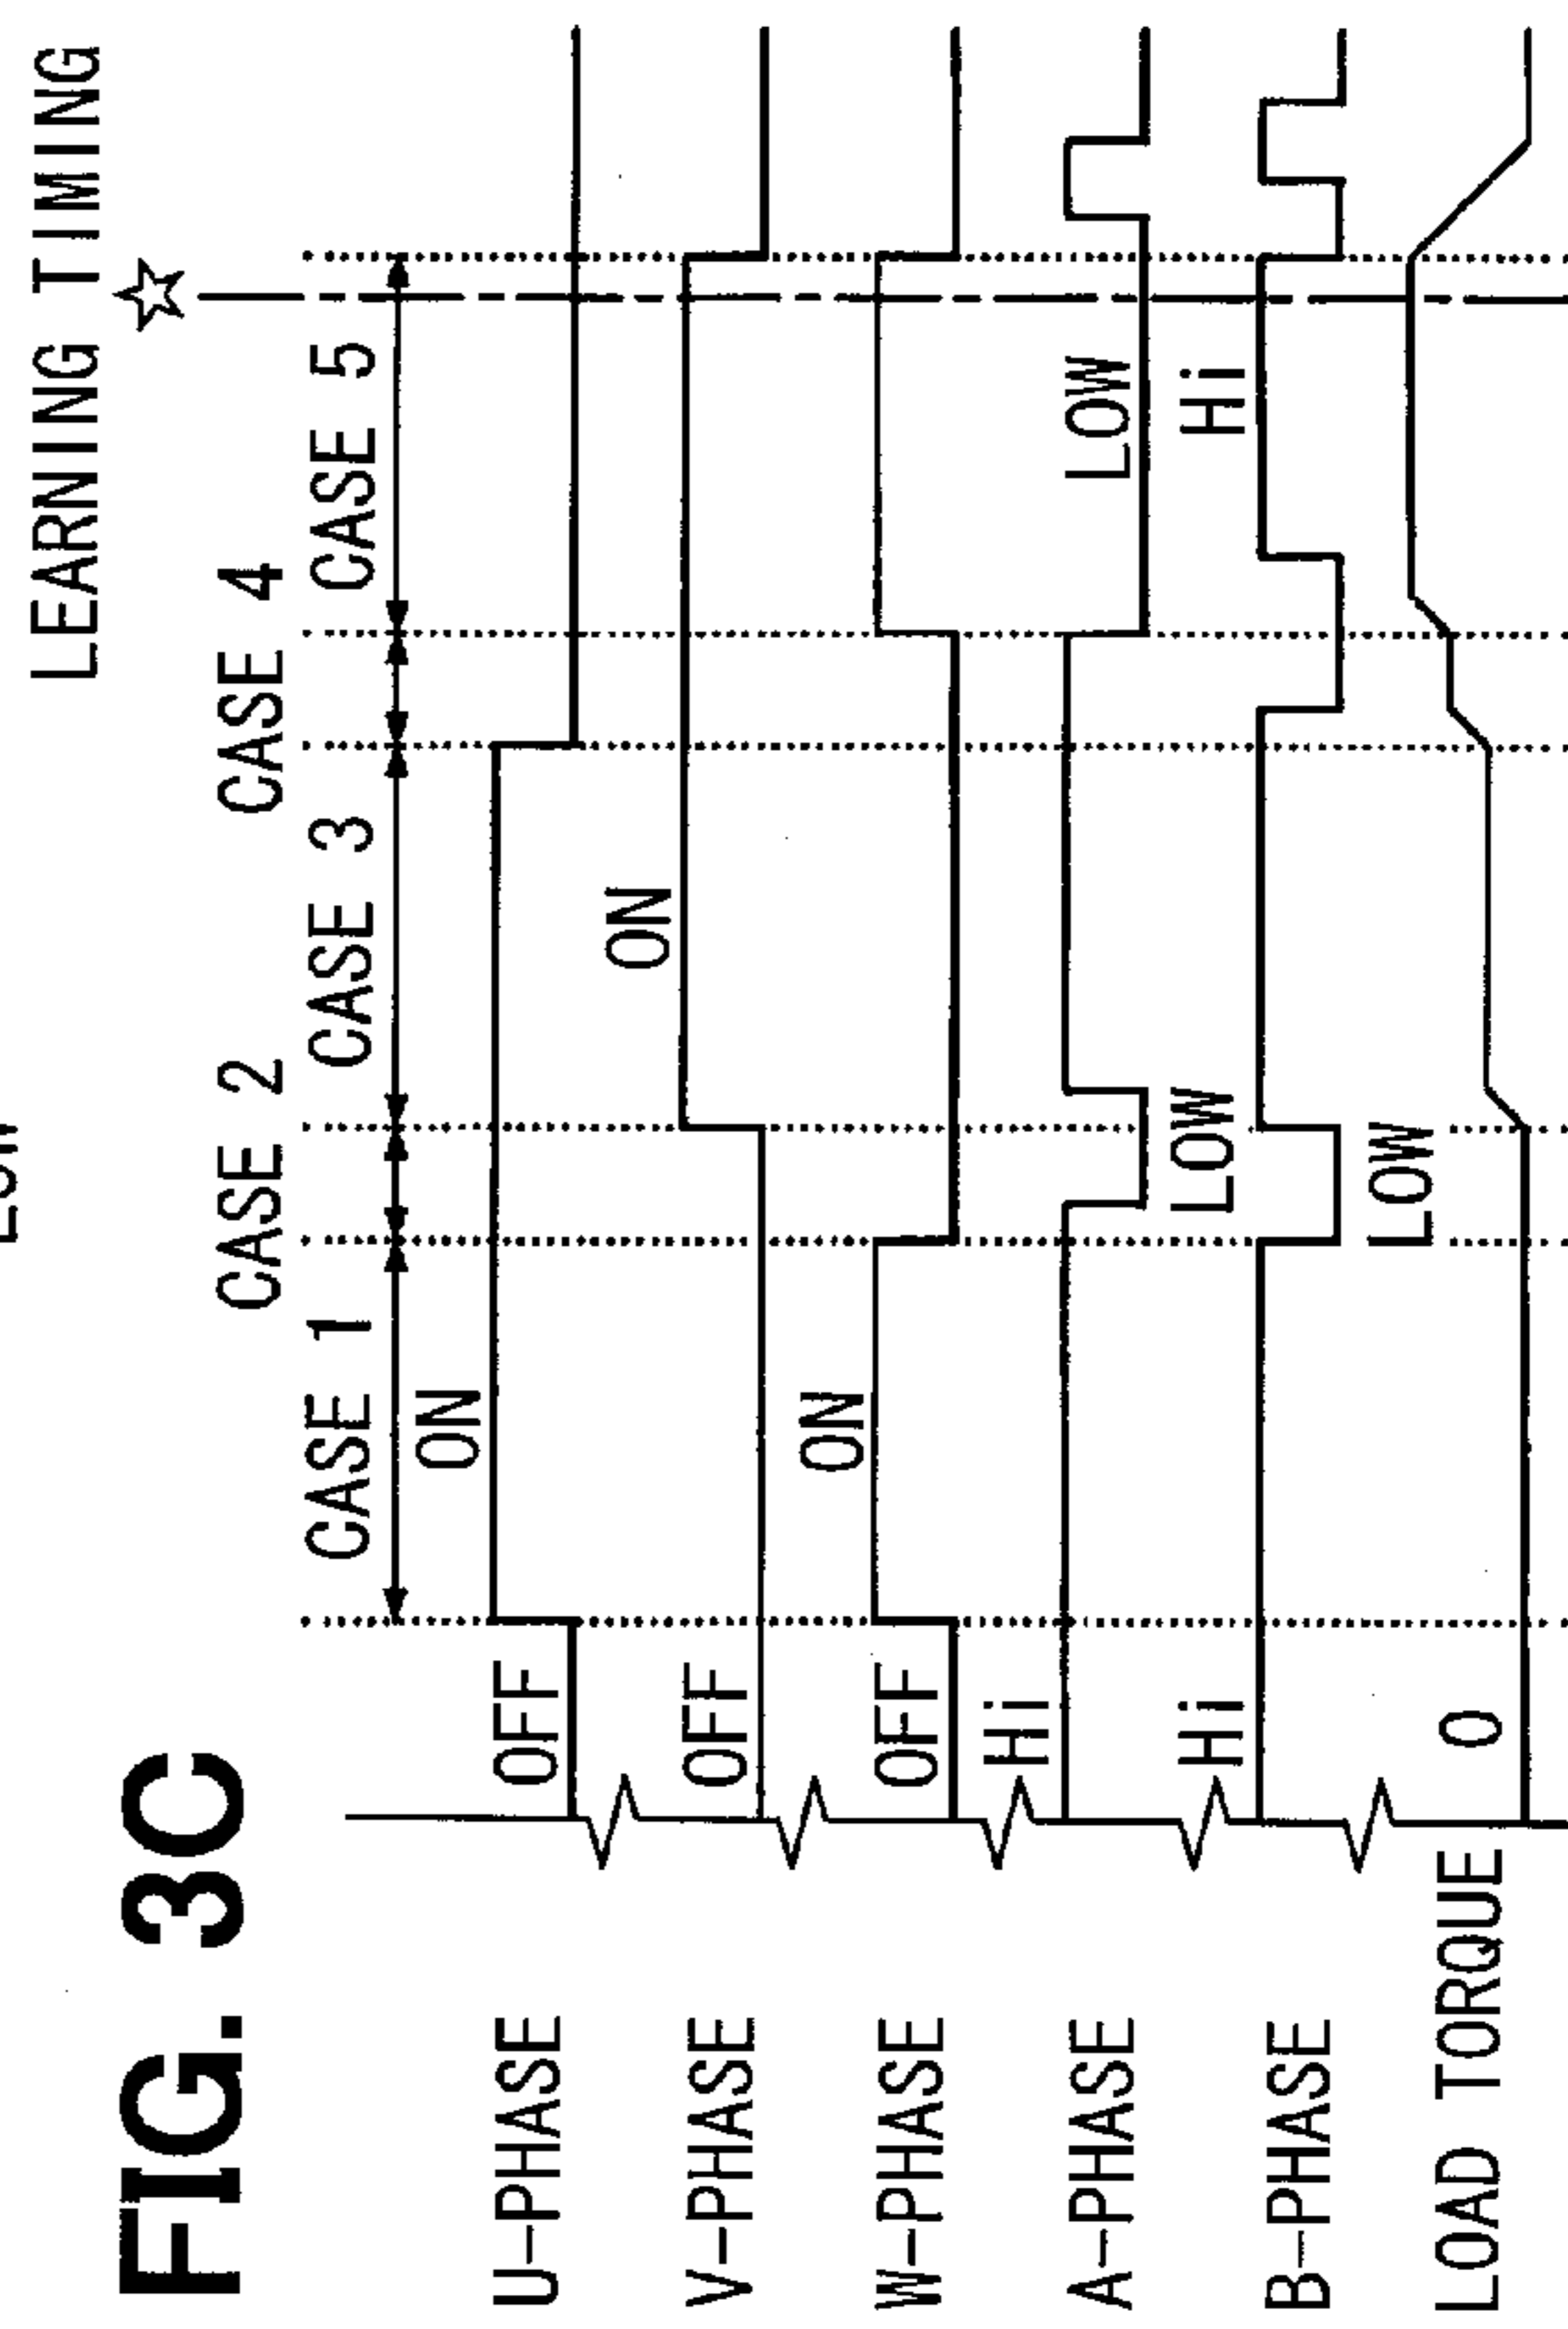 FIG. 3C
LEARNING TIMING
CASE 2 CASE 4
CASE 1 CASE 3 CASE 5
U-PHASE OFF ON
V-PHASE OFF ON
W-PHASE OFF ON
A-PHASE Hi LOW LOW
B-PHASE Hi LOW Hi
LOAD TORQUE 0